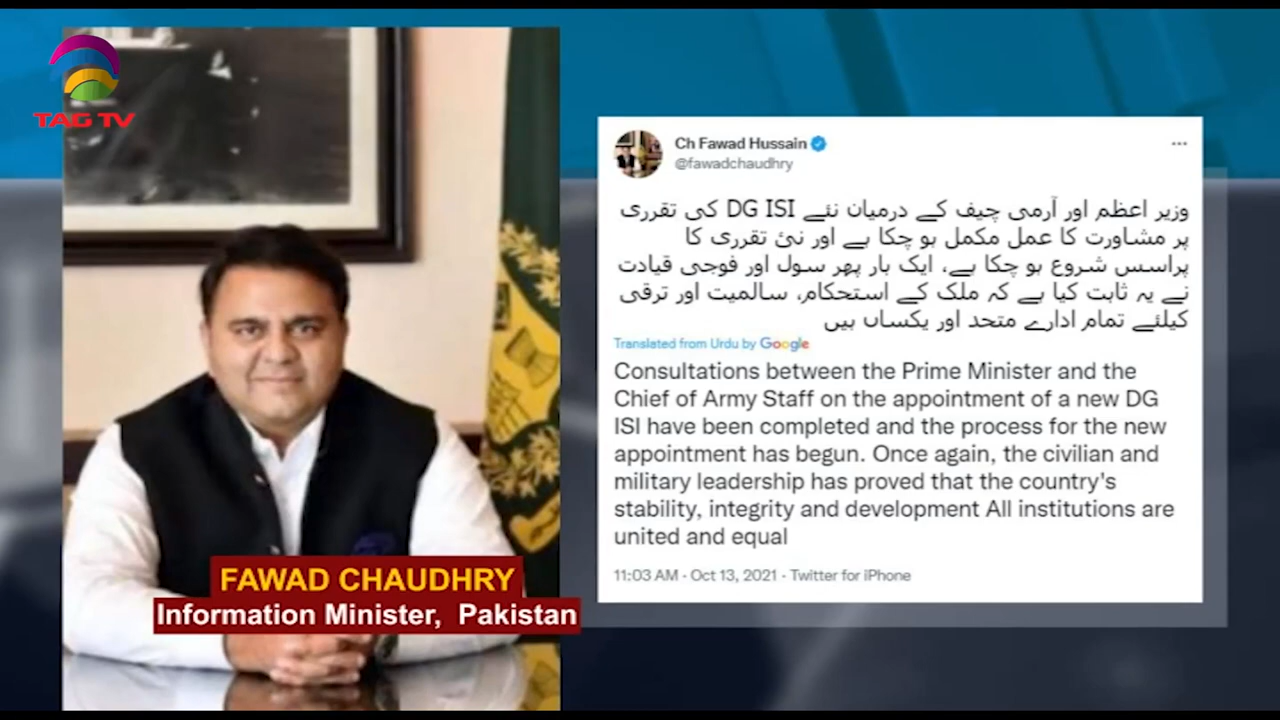 TAG TV
Ch Fawad Hussain
@fawadchaudhry
وزیر اعظم اور آرمی چیف کے درمیان نئے DG ISI کی تقرری
پر مشاورت کا عمل مکمل ہو چکا ہے اور نئ تقرری کا
پراسس شروع ہو چکا ہے، ایک بار پھر سول اور فوجی قیادت
نے یہ ثابت کیا ہے کہ ملک کے استحکام، سالمیت اور ترقی
کیلئے تمام ادارے متحد اور یکساں ہیں
Translated from Urdu by Google
Consultations between the Prime Minister and the
Chief of Army Staff on the appointment of a new DG
ISI have been completed and the process for the new
appointment has begun. Once again, the civilian and
military leadership has proved that the country's
stability, integrity and development All institutions are
united and equal
11:03 AM · Oct 13, 2021 · Twitter for iPhone
FAWAD CHAUDHRY
Information Minister, Pakistan